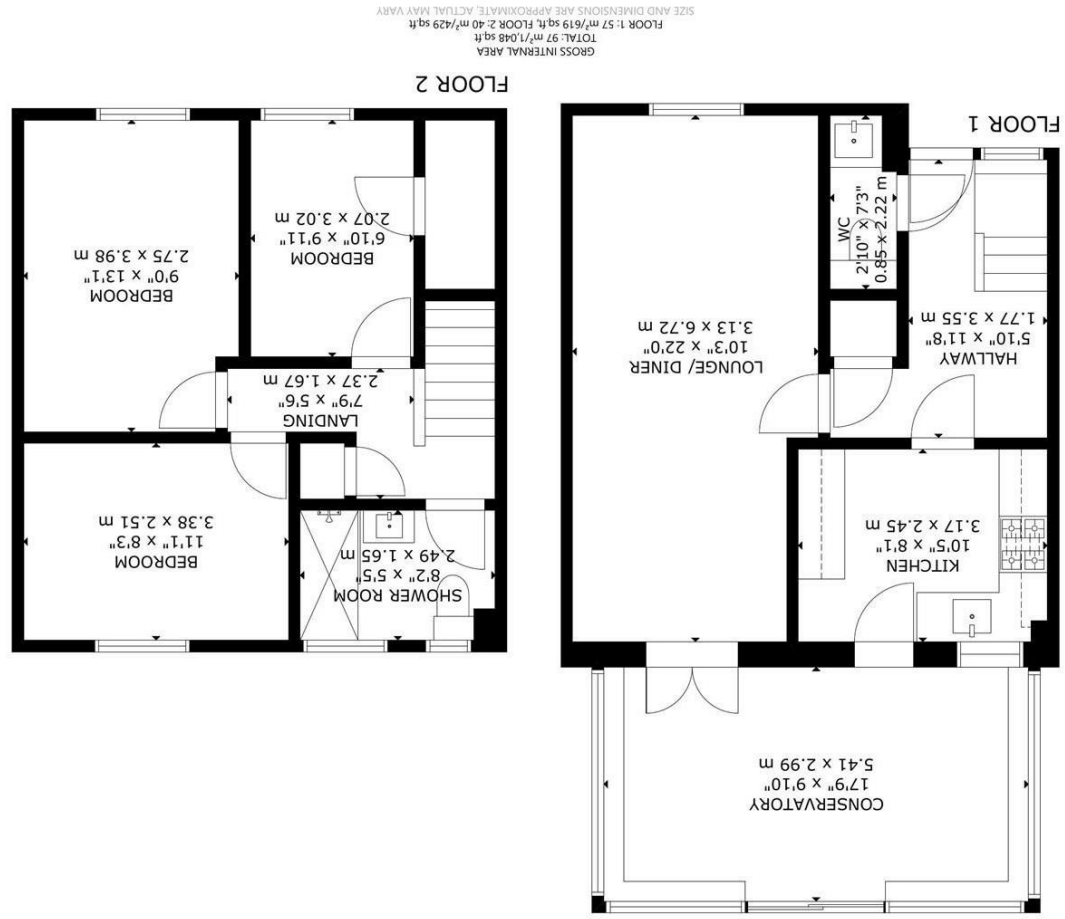 FLOOR 1
HALLWAY
5'10" x 11'8"
1.77 x 3.55 m
WC
2'10" x 7'3"
0.85 x 2.22 m
LOUNGE/ DINER
10'3" x 22'0"
3.13 x 6.72 m
KITCHEN
10'5" x 8'1"
3.17 x 2.45 m
CONSERVATORY
17'9" x 9'10"
5.41 x 2.99 m
FLOOR 2
BEDROOM
6'10" x 9'11"
2.07 x 3.02 m
BEDROOM
9'0" x 13'1"
2.75 x 3.98 m
LANDING
7'9" x 5'6"
2.37 x 1.67 m
BEDROOM
11'1" x 8'3"
3.38 x 2.51 m
SHOWER ROOM
8'2" x 5'5"
2.49 x 1.65 m
GROSS INTERNAL AREA
TOTAL: 97 m²/1,048 sq.ft
FLOOR 1: 57 m²/619 sq.ft, FLOOR 2: 40 m²/429 sq.ft
SIZE AND DIMENSIONS ARE APPROXIMATE, ACTUAL MAY VARY